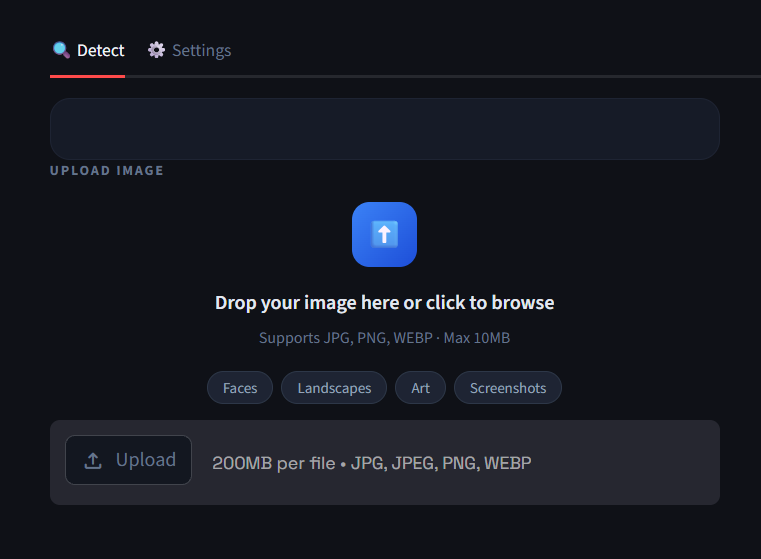 Detect Settings
UPLOAD IMAGE
Drop your image here or click to browse
Supports JPG, PNG, WEBP · Max 10MB
Faces Landscapes Art Screenshots
Upload 200MB per file • JPG, JPEG, PNG, WEBP